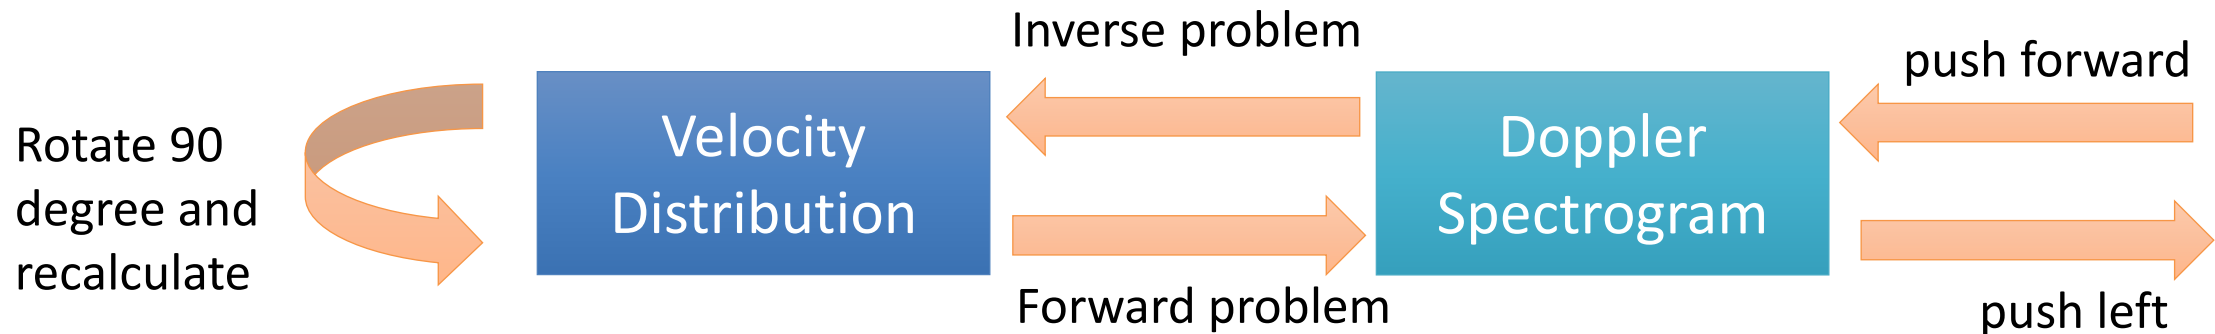 Rotate 90
degree and
recalculate
Velocity
Distribution
Inverse problem
Forward problem
Doppler
Spectrogram
push forward
push left